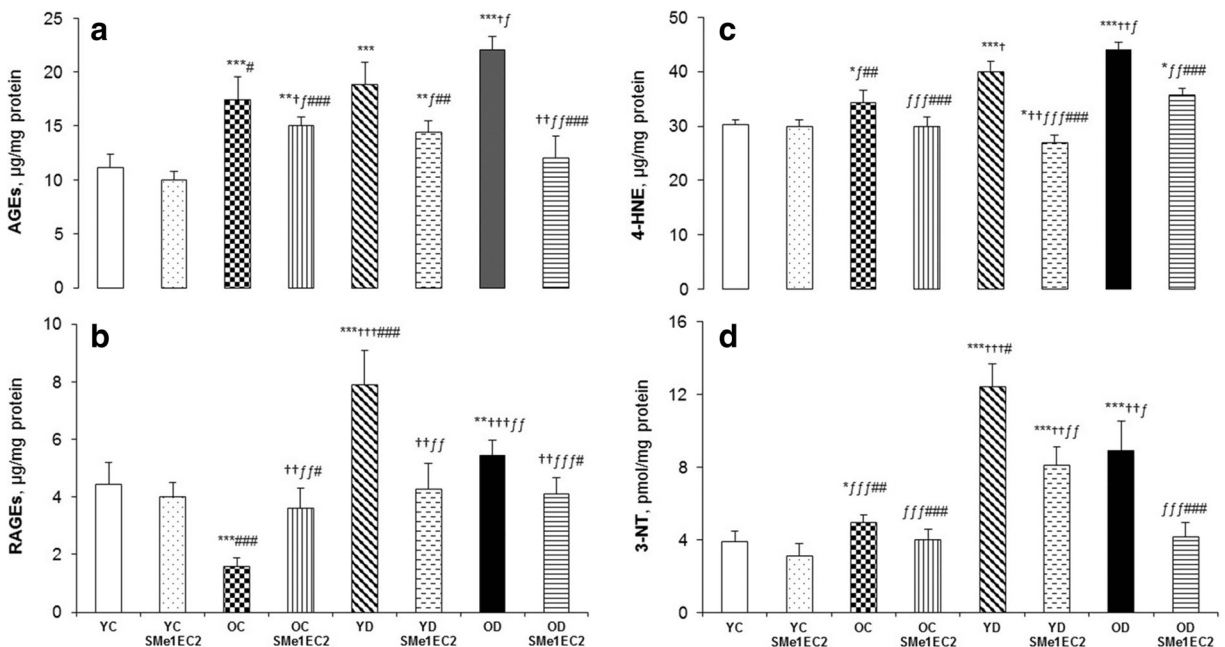 a
AGEs, µg/mg protein
25
20
15
10
5
0
***#
**†ƒ###
***
**ƒ##
***†ƒ
††ƒƒ###
c
4-HNE, µg/mg protein
50
40
30
20
10
0
*ƒ##
ƒƒƒ###
***†
*††ƒƒƒ###
***††ƒ
*ƒƒ###
b
RAGEs, µg/mg protein
10
8
6
4
2
0
***###
††ƒƒ#
***†††###
††ƒƒ
**†††ƒƒ
††ƒƒƒ#
YC
YC SMe1EC2
OC
OC SMe1EC2
YD
YD SMe1EC2
OD
OD SMe1EC2
d
3-NT, pmol/mg protein
16
12
8
4
0
*ƒƒƒ##
ƒƒƒ###
***†††#
***††ƒƒ
***††ƒ
ƒƒƒ###
YC
YC SMe1EC2
OC
OC SMe1EC2
YD
YD SMe1EC2
OD
OD SMe1EC2